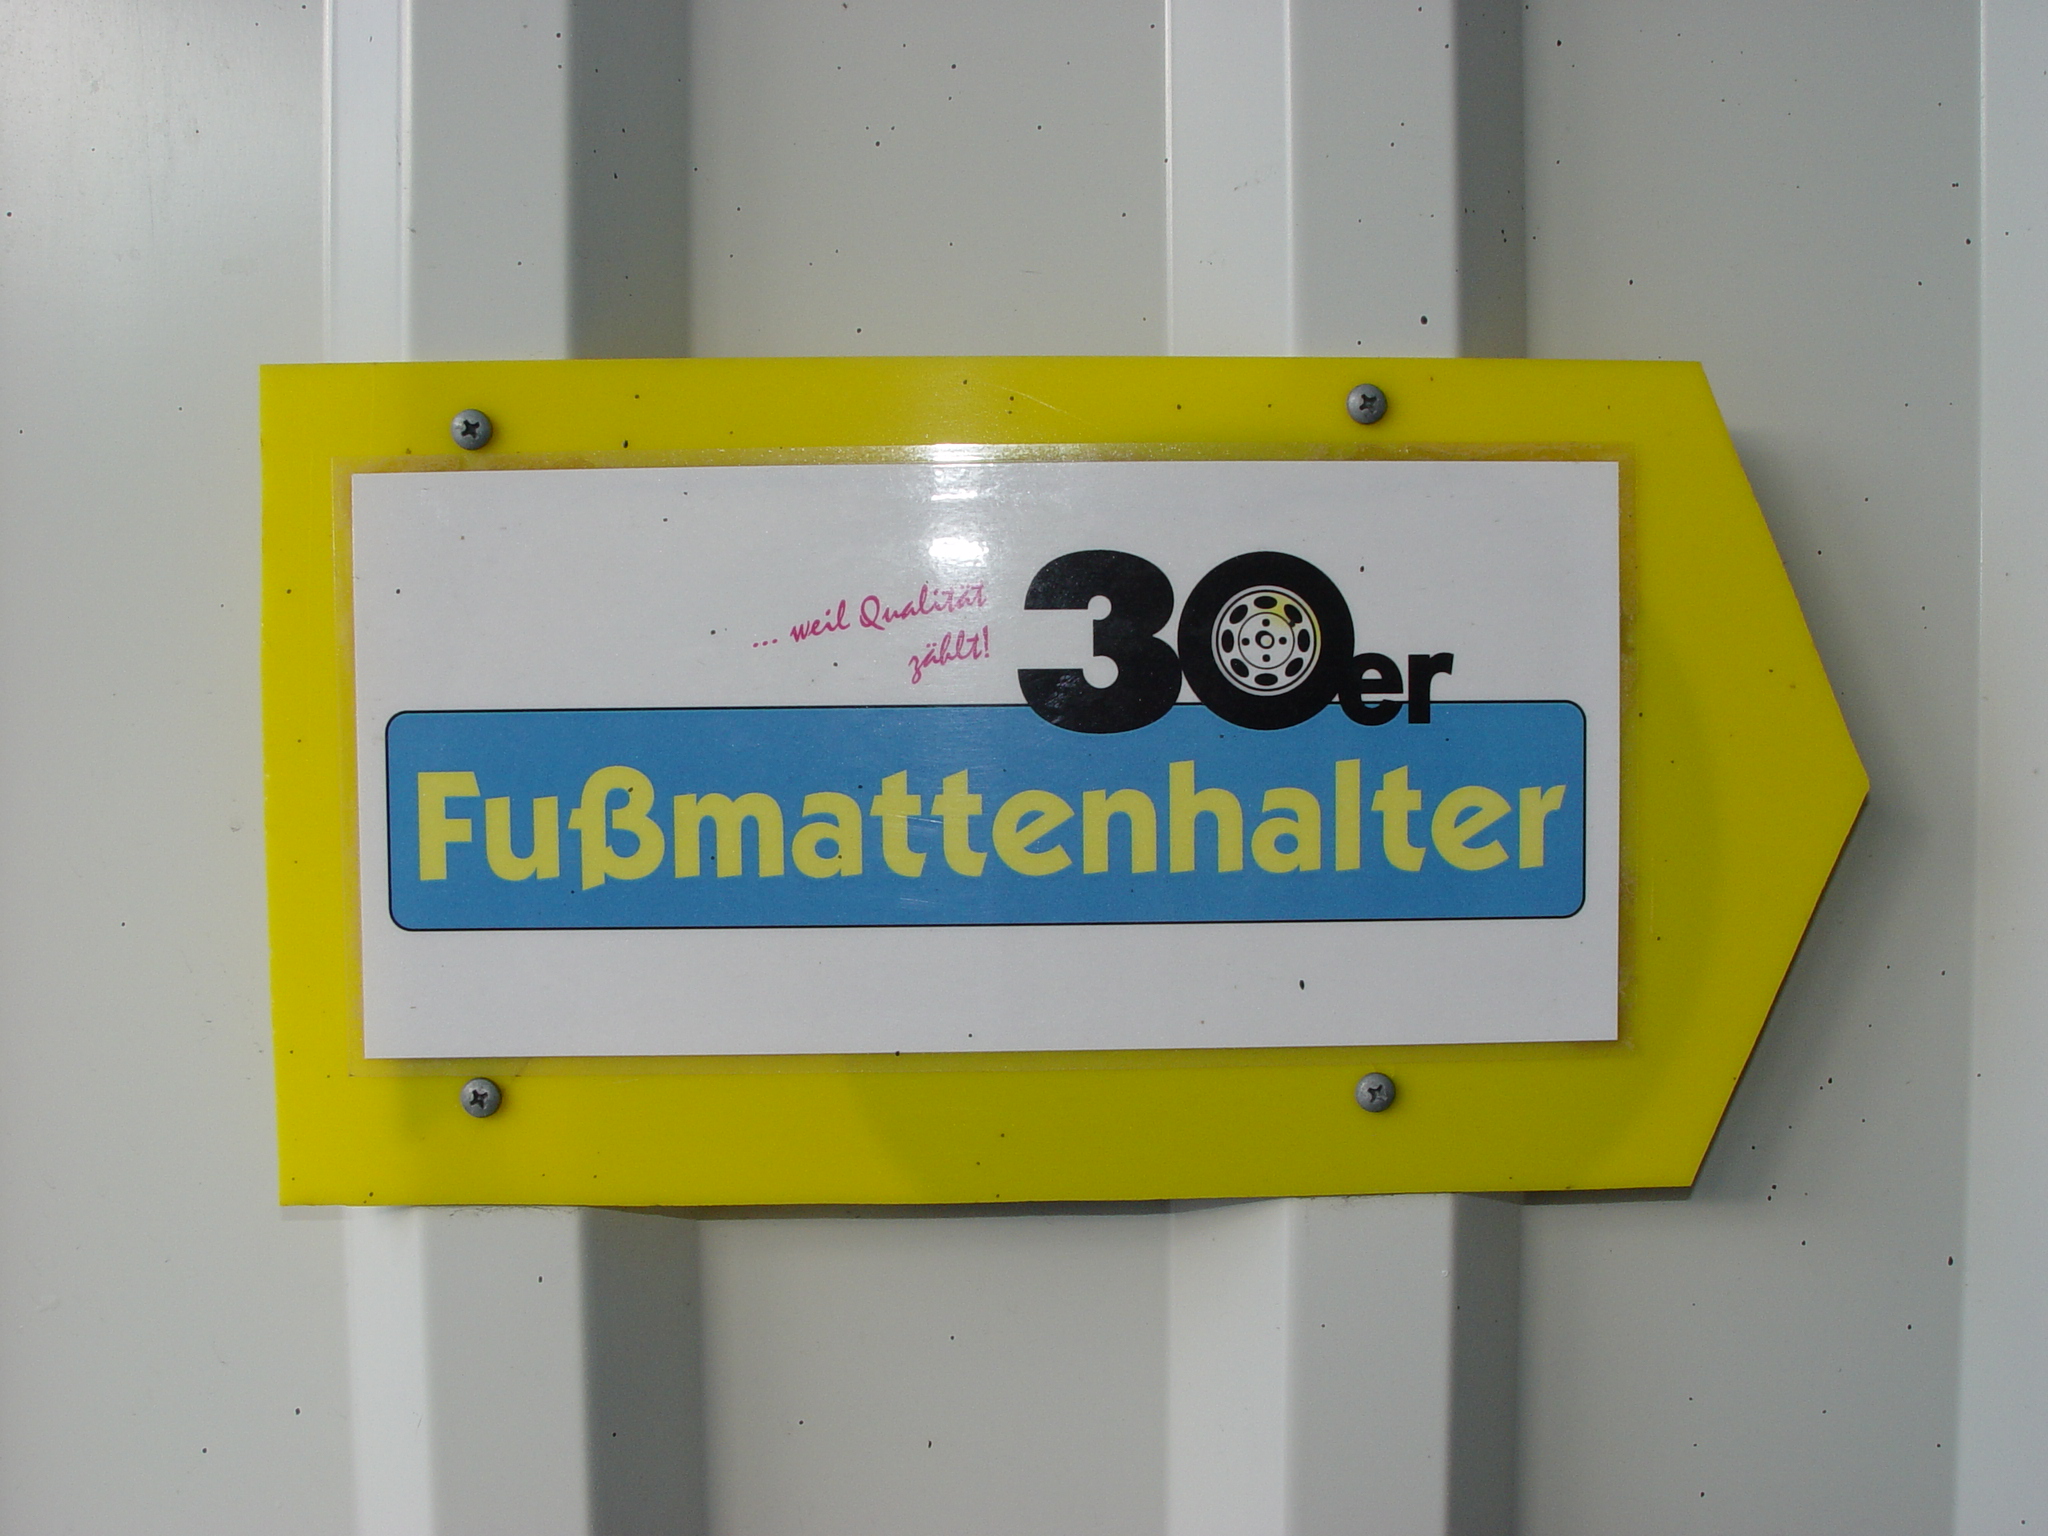 ... weil Qualität
zählt!
30er
Fußmattenhalter